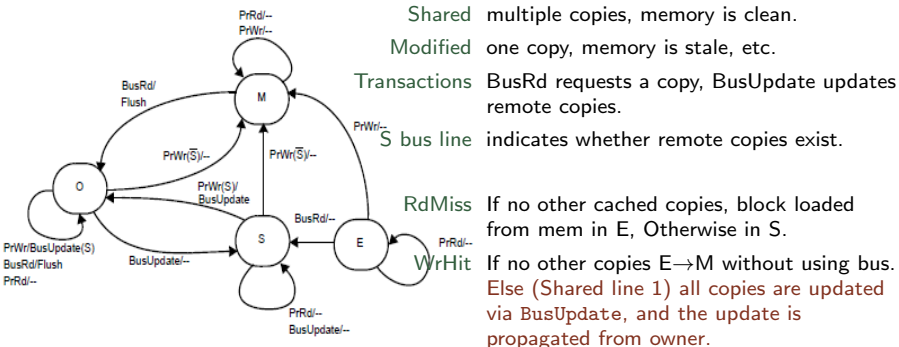 PrRd/--
PrWr/--
M
BusRd/
Flush
PrWr/--
PrWr(S̅)/--
PrWr(S̅)/--
O
PrWr(S)/
BusUpdate
BusRd/--
S
E
PrWr/BusUpdate(S)
BusRd/Flush
PrRd/--
BusUpdate/--
PrRd/--
PrRd/--
BusUpdate/--
Shared multiple copies, memory is clean.
Modified one copy, memory is stale, etc.
Transactions BusRd requests a copy, BusUpdate updates
remote copies.
S bus line indicates whether remote copies exist.
RdMiss If no other cached copies, block loaded
from mem in E, Otherwise in S.
WrHit If no other copies E→M without using bus.
Else (Shared line 1) all copies are updated
via BusUpdate, and the update is
propagated from owner.